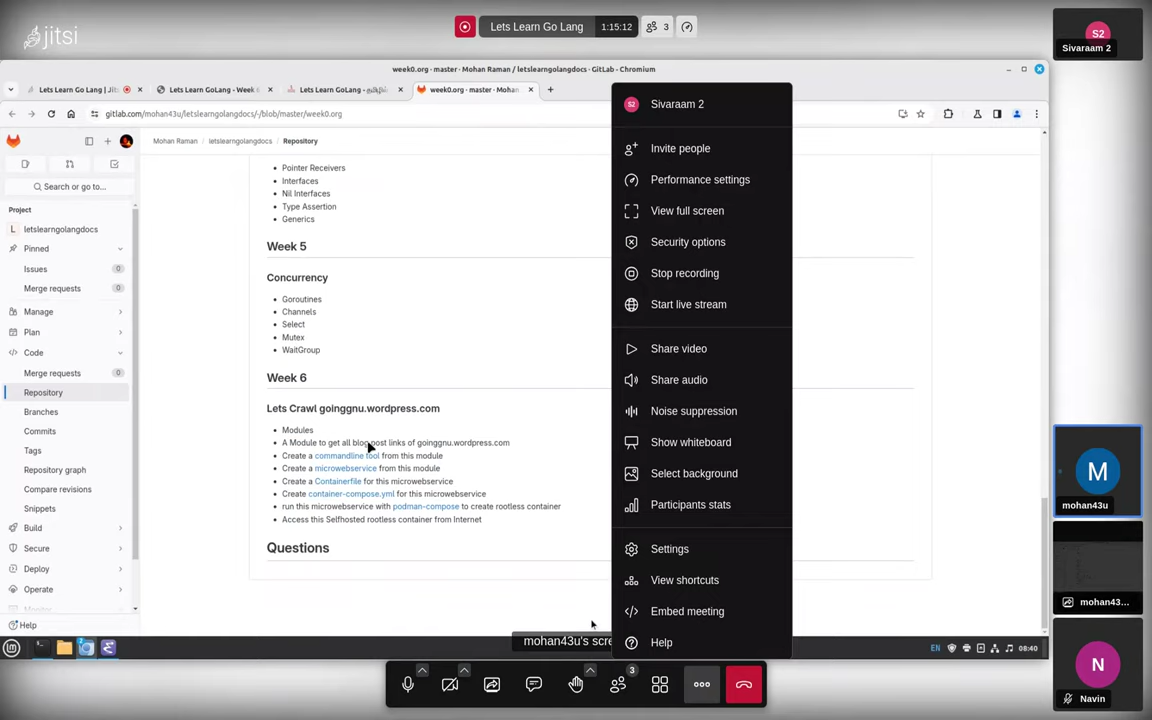 jitsi
Lets Learn Go Lang
1:15:12
3
S2
Sivaraam 2
week0.org · master · Mohan Raman / letslearngolangdocs · GitLab - Chromium
Lets Learn Go Lang | Jit
Lets Learn GoLang - Week
Lets Learn GoLang - தமிழி
week0.org · master · Mohan
gitlab.com/mohan43u/letslearngolangdocs/-/blob/master/week0.org
Mohan Raman
letslearngolangdocs
Repository
Search or go to...
Project
L
letslearngolangdocs
Pinned
Issues
0
Merge requests
0
Manage
Plan
Code
Merge requests
0
Repository
Branches
Commits
Tags
Repository graph
Compare revisions
Snippets
Build
Secure
Deploy
Operate
Monitor
Help
Pointer Receivers
Interfaces
Nil Interfaces
Type Assertion
Generics
Week 5
Concurrency
Goroutines
Channels
Select
Mutex
WaitGroup
Week 6
Lets Crawl goinggnu.wordpress.com
Modules
A Module to get all blog post links of goinggnu.wordpress.com
Create a commandline tool from this module
Create a microwebservice from this module
Create a Containerfile for this microwebservice
Create container-compose.yml for this microwebservice
run this microwebservice with podman-compose to create rootless container
Access this Selfhosted rootless container from Internet
Questions
S2
Sivaraam 2
Invite people
Performance settings
View full screen
Security options
Stop recording
Start live stream
Share video
Share audio
Noise suppression
Show whiteboard
Select background
Participants stats
Settings
View shortcuts
Embed meeting
Help
mohan43u's scre
EN
08:40
3
M
mohan43u
mohan43...
N
Navin